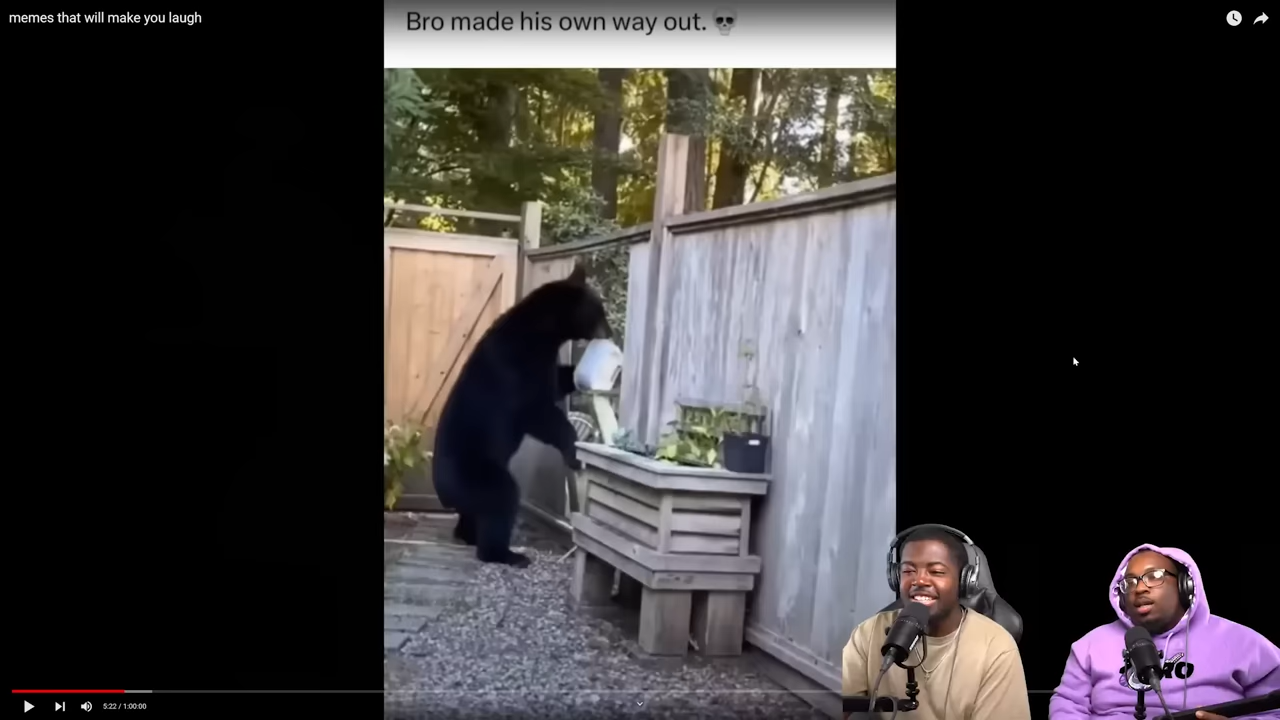 memes that will make you laugh
Bro made his own way out.💀
5:22 / 1:00:00